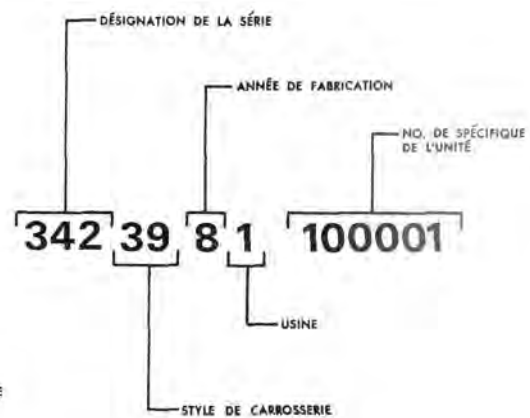 DÉSIGNATION DE LA SÉRIE
ANNÉE DE FABRICATION
NO. DE SPÉCIFIQUE
DE L'UNITÉ
342 39 8 1 100001
USINE
STYLE DE CARROSSERIE